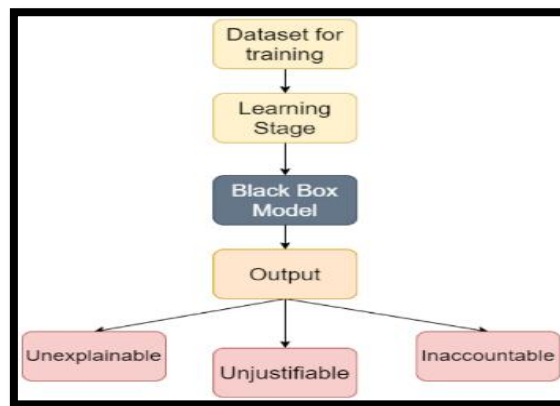 Dataset for
training
Learning
Stage
Black Box
Model
Output
Unexplainable
Unjustifiable
Inaccountable